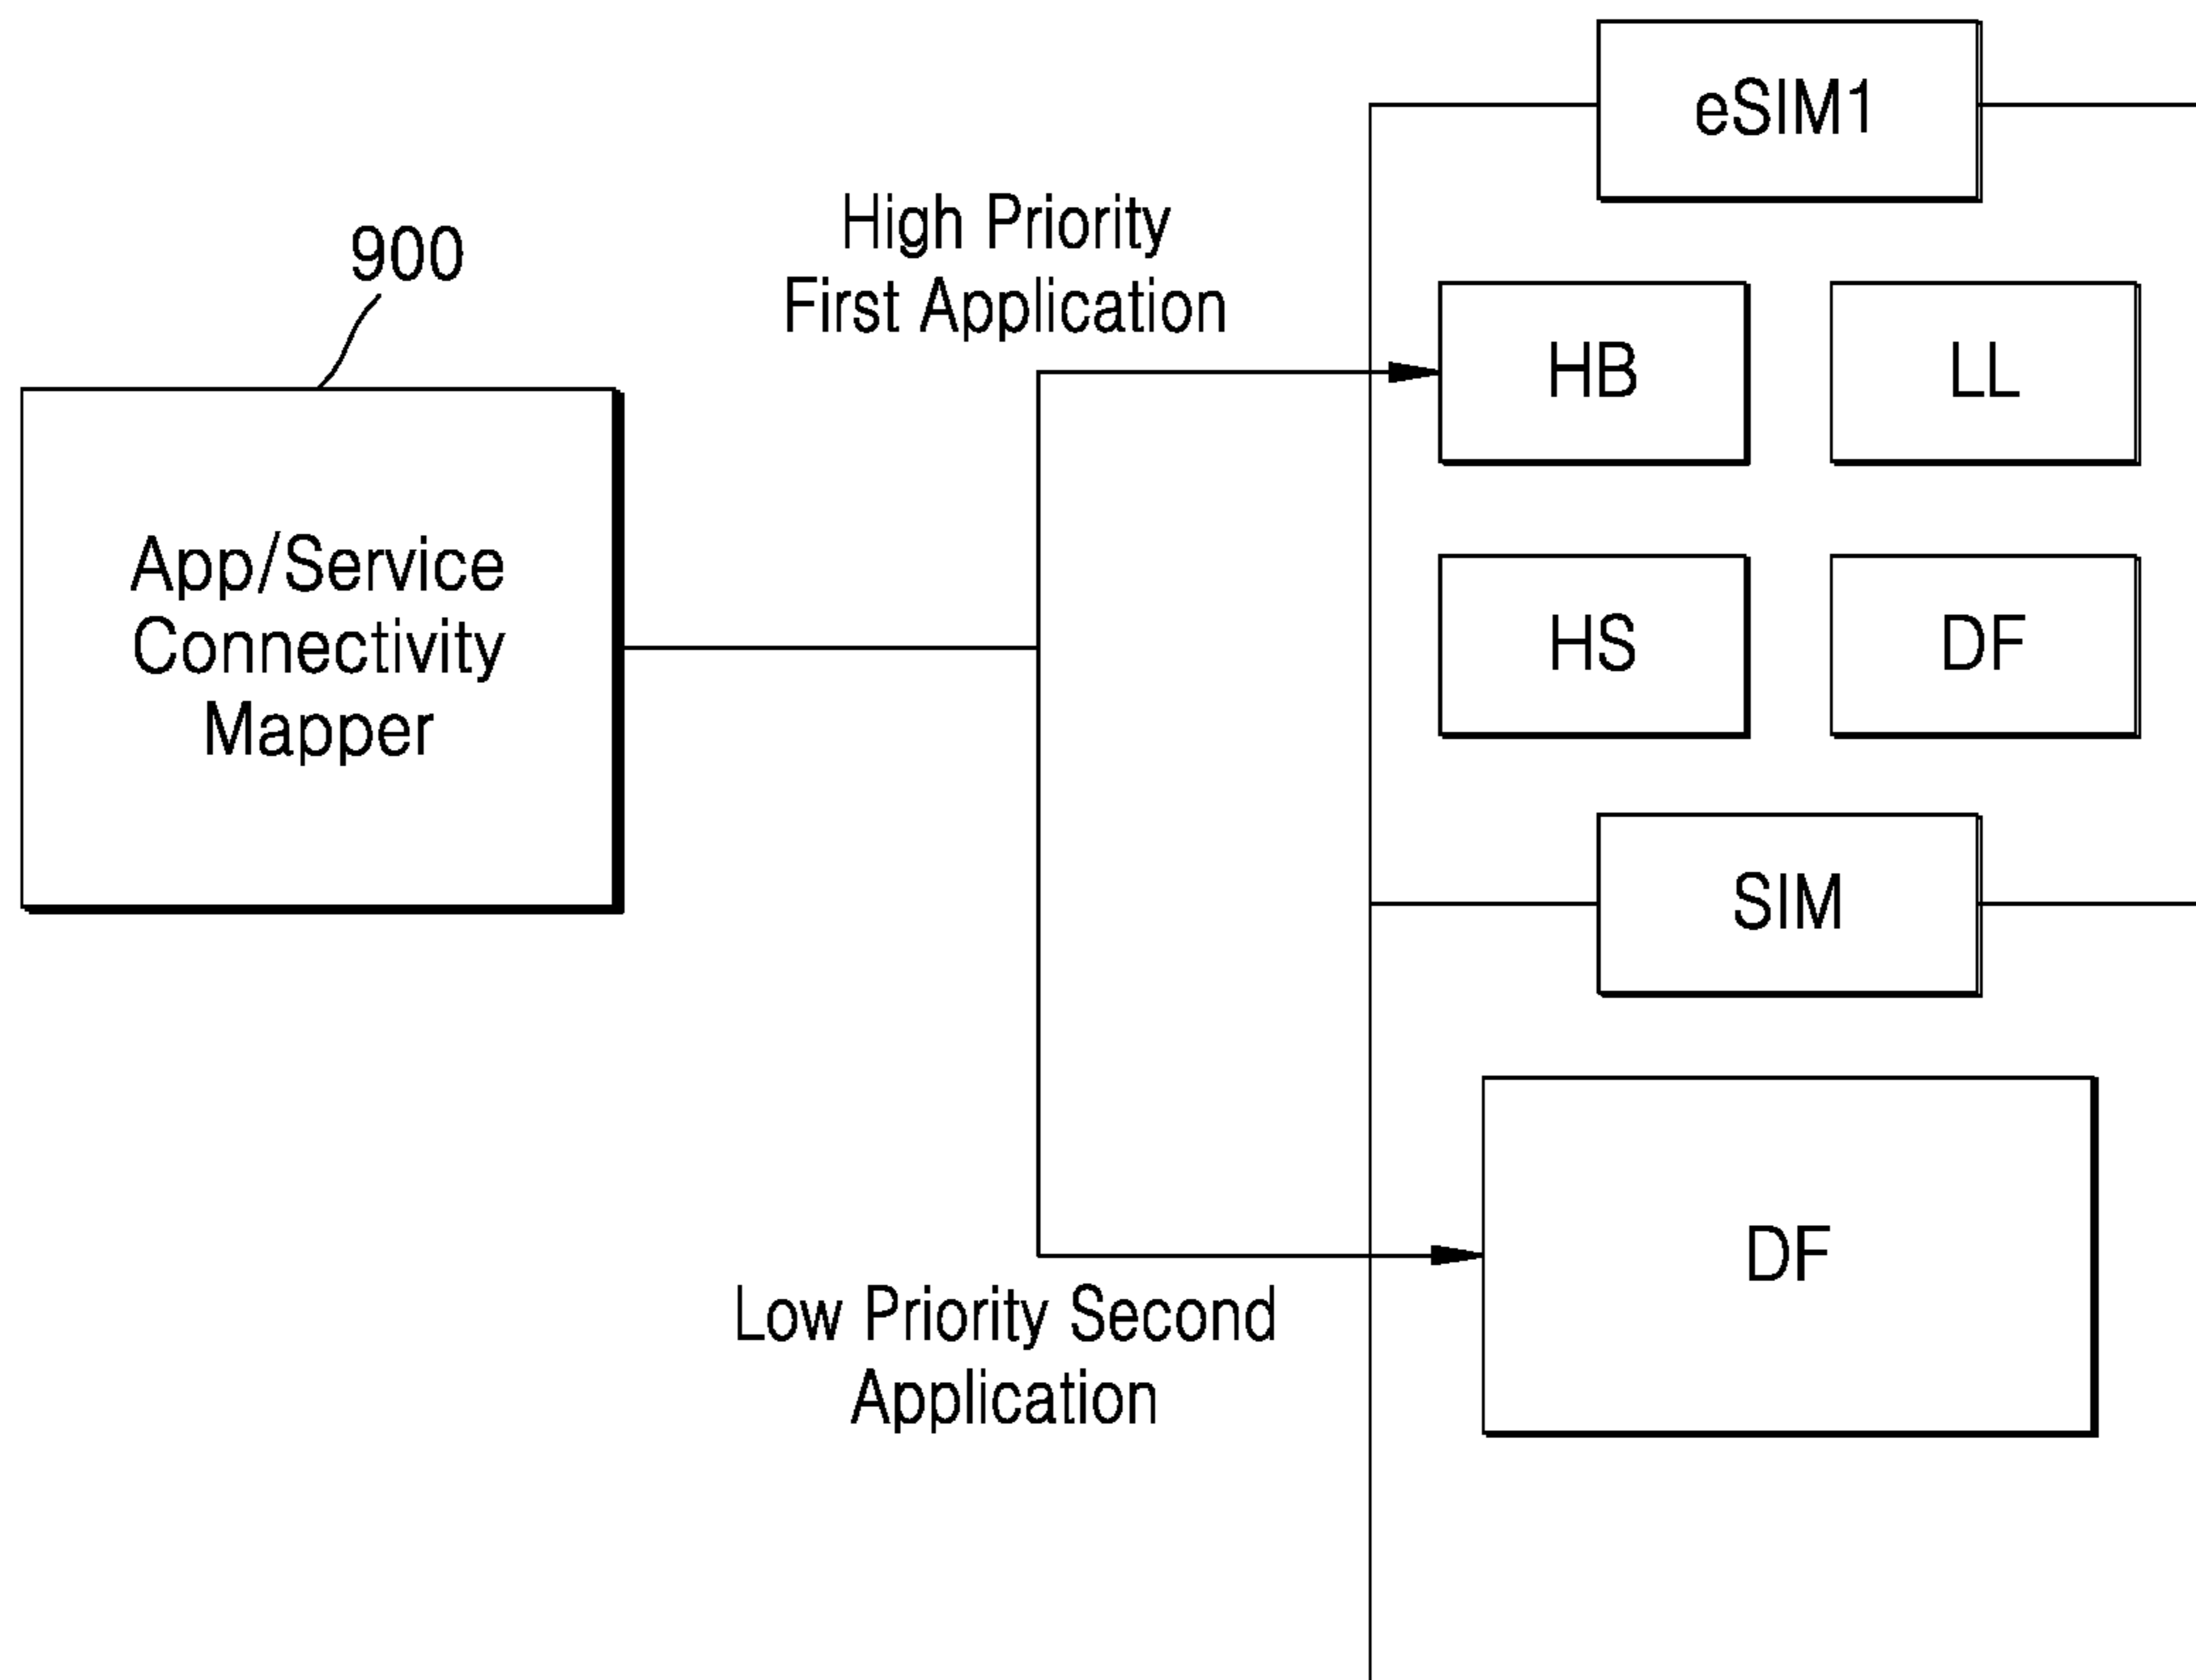 900
App/Service
Connectivity
Mapper
High Priority
First Application
Low Priority Second
Application
eSIM1
HB
LL
HS
DF
SIM
DF